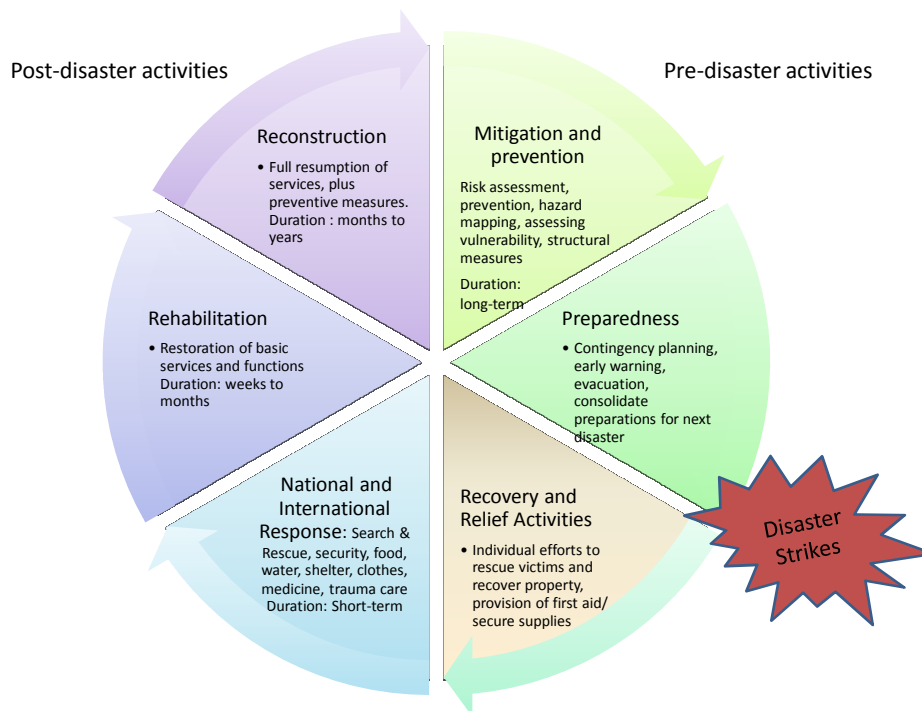 Post-disaster activities
Pre-disaster activities
Reconstruction
• Full resumption of
services, plus
preventive measures.
Duration : months to
years
Mitigation and
prevention
Risk assessment,
prevention, hazard
mapping, assessing
vulnerability, structural
measures
Duration:
long-term
Preparedness
• Contingency planning,
early warning,
evacuation,
consolidate
preparations for next
disaster
Disaster
Strikes
Recovery and
Relief Activities
• Individual efforts to
rescue victims and
recover property,
provision of first aid/
secure supplies
National and
International
Response: Search &
Rescue, security, food,
water, shelter, clothes,
medicine, trauma care
Duration: Short-term
Rehabilitation
• Restoration of basic
services and functions
Duration: weeks to
months